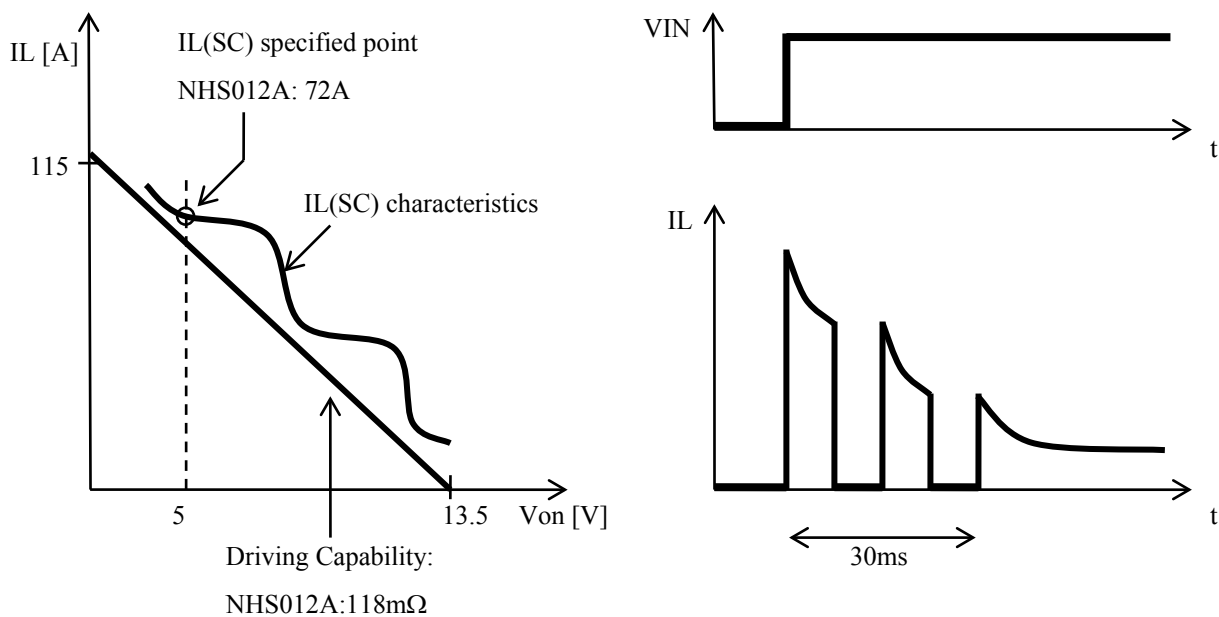 IL [A]
IL(SC) specified point
NHS012A: 72A
115
IL(SC) characteristics
5
13.5
Von [V]
Driving Capability:
NHS012A:118mΩ
VIN
t
IL
t
30ms